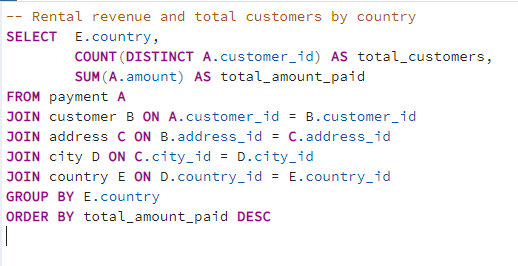 -- Rental revenue and total customers by country
SELECT E.country,
COUNT(DISTINCT A.customer_id) AS total_customers,
SUM(A.amount) AS total_amount_paid
FROM payment A
JOIN customer B ON A.customer_id = B.customer_id
JOIN address C ON B.address_id = C.address_id
JOIN city D ON C.city_id = D.city_id
JOIN country E ON D.country_id = E.country_id
GROUP BY E.country
ORDER BY total_amount_paid DESC